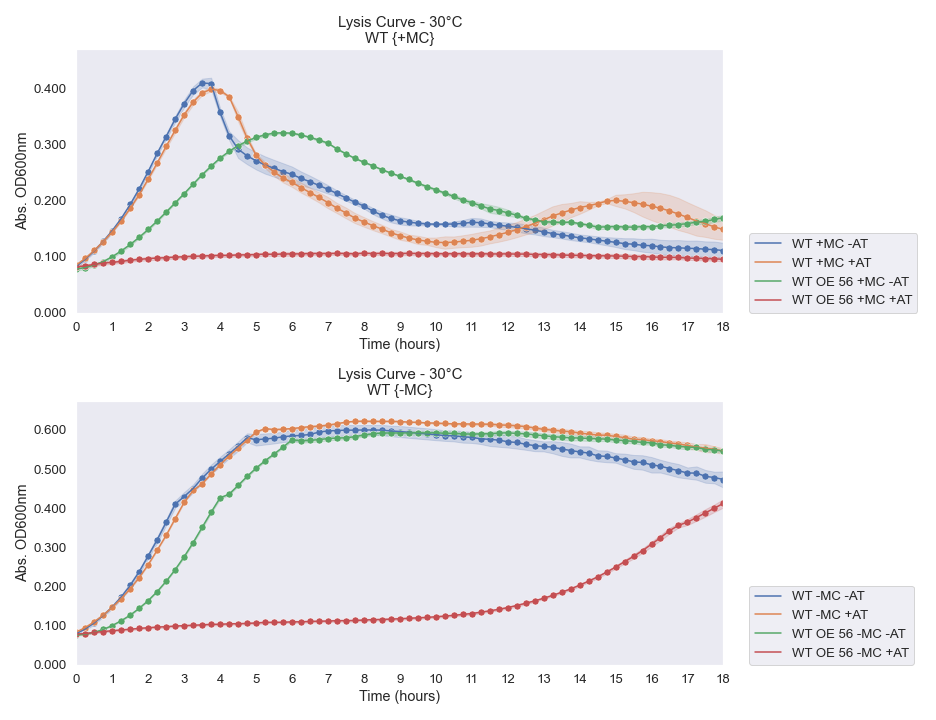 Lysis Curve - 30°C
WT {+MC}
Abs. OD600nm
0.400
0.300
0.200
0.100
0.000
0 1 2 3 4 5 6 7 8 9 10 11 12 13 14 15 16 17 18
Time (hours)
WT +MC -AT
WT +MC +AT
WT OE 56 +MC -AT
WT OE 56 +MC +AT
Lysis Curve - 30°C
WT {-MC}
Abs. OD600nm
0.600
0.500
0.400
0.300
0.200
0.100
0.000
0 1 2 3 4 5 6 7 8 9 10 11 12 13 14 15 16 17 18
Time (hours)
WT -MC -AT
WT -MC +AT
WT OE 56 -MC -AT
WT OE 56 -MC +AT